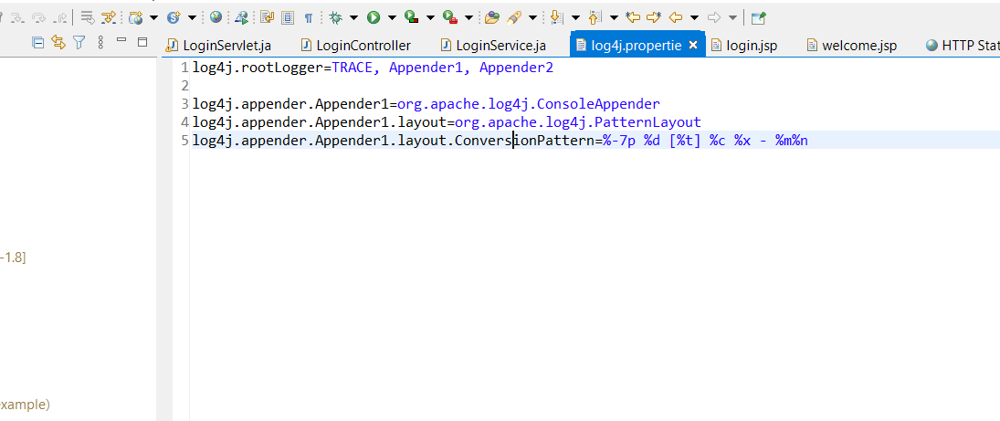 LoginServlet.ja LoginController LoginService.ja log4j.propertie login.jsp welcome.jsp HTTP Stat
1 log4j.rootLogger=TRACE, Appender1, Appender2
2
3 log4j.appender.Appender1=org.apache.log4j.ConsoleAppender
4 log4j.appender.Appender1.layout=org.apache.log4j.PatternLayout
5 log4j.appender.Appender1.layout.ConversionPattern=%-7p %d [%t] %c %x - %m%n
-1.8]
xample)